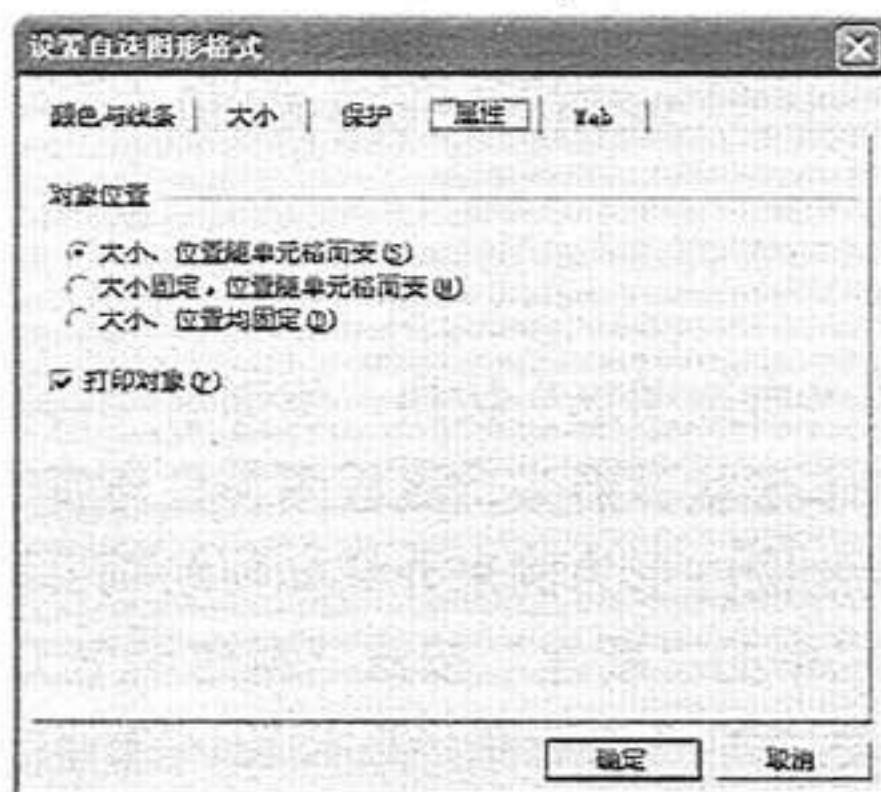 设置自选图形格式
颜色与线条 大小 保护 属性 Web
对象位置
大小、位置随单元格而变(S)
大小固定，位置随单元格而变(M)
大小、位置均固定(D)
打印对象(P)
确定 取消